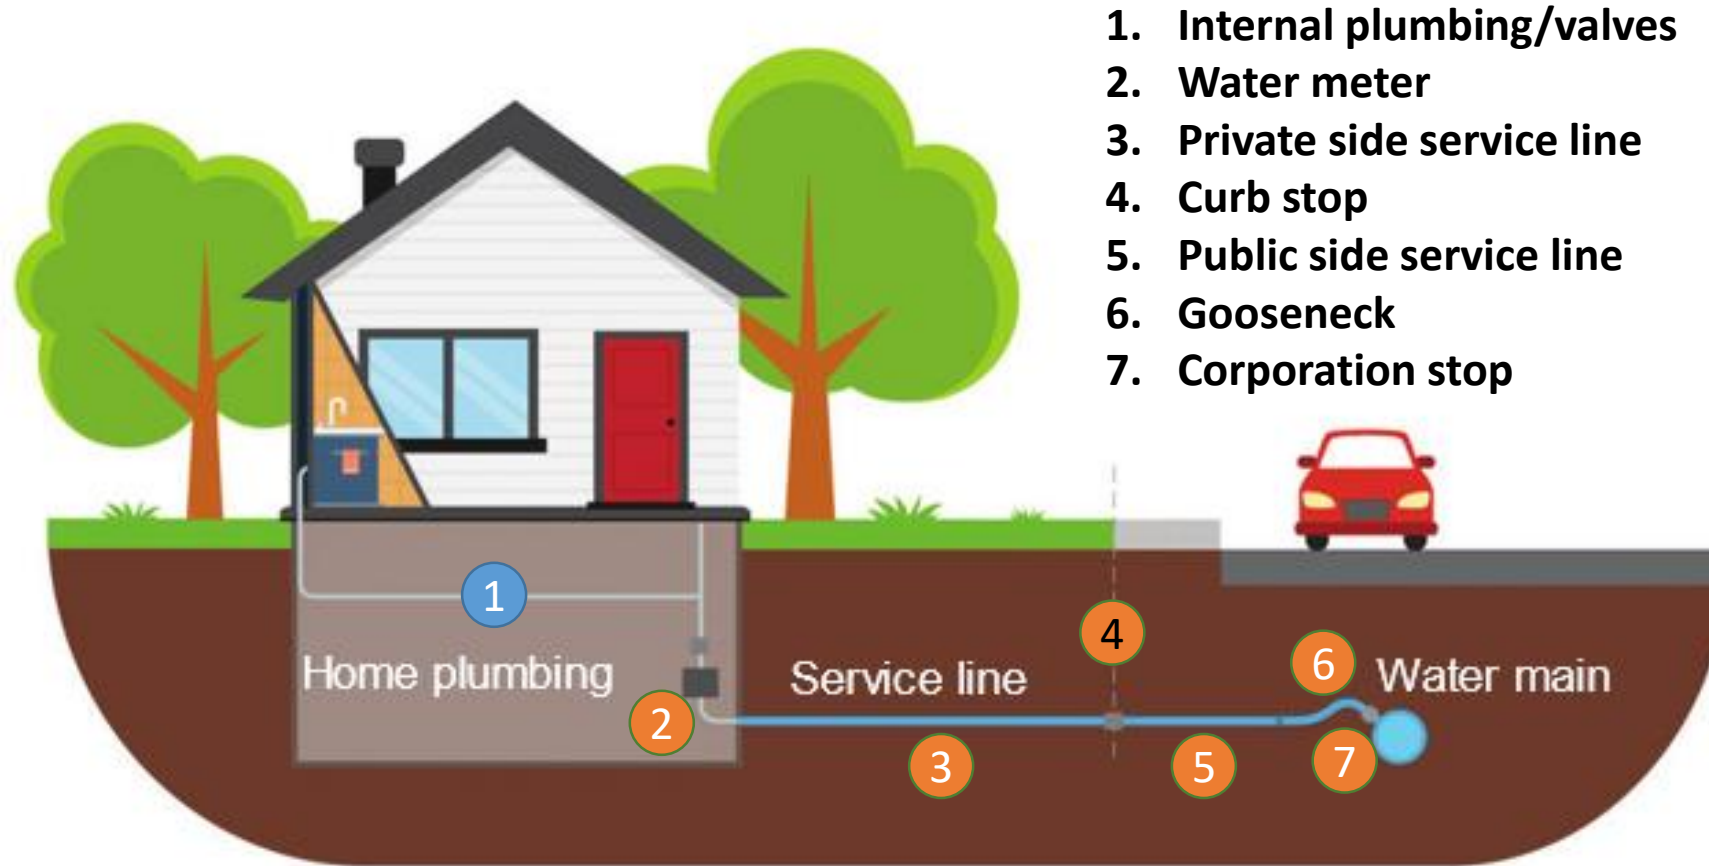 1. Internal plumbing/valves
2. Water meter
3. Private side service line
4. Curb stop
5. Public side service line
6. Gooseneck
7. Corporation stop
1
4
Home plumbing
Service line
6
Water main
2
3
5
7